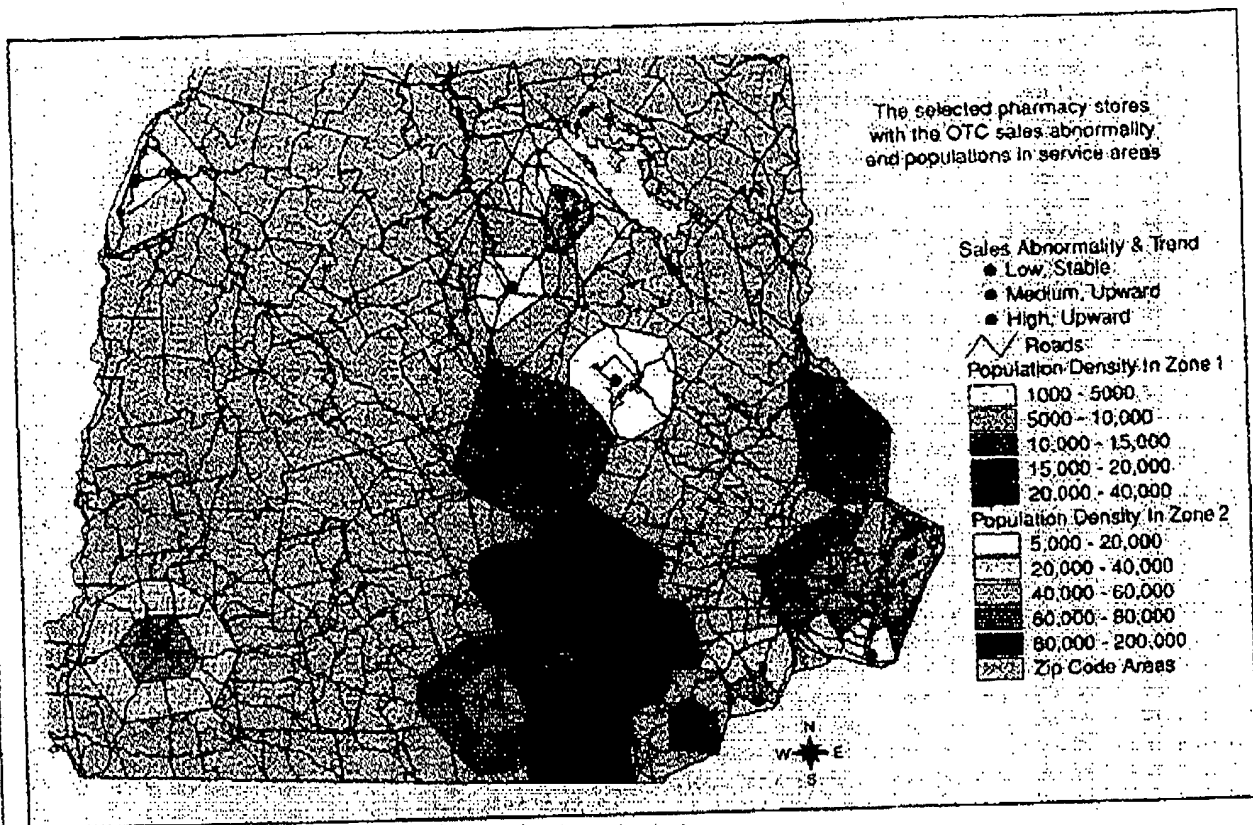 The selected pharmacy stores
with the OTC sales abnormality
and populations in service areas
Sales Abnormality & Trend
Low, Stable
Medium, Upward
High, Upward
Roads
Population Density In Zone 1
1000 - 5000
5000 - 10,000
10,000 - 15,000
15,000 - 20,000
20,000 - 40,000
Population Density In Zone 2
5,000 - 20,000
20,000 - 40,000
40,000 - 60,000
60,000 - 80,000
80,000 - 200,000
Zip Code Areas
N
W E
S